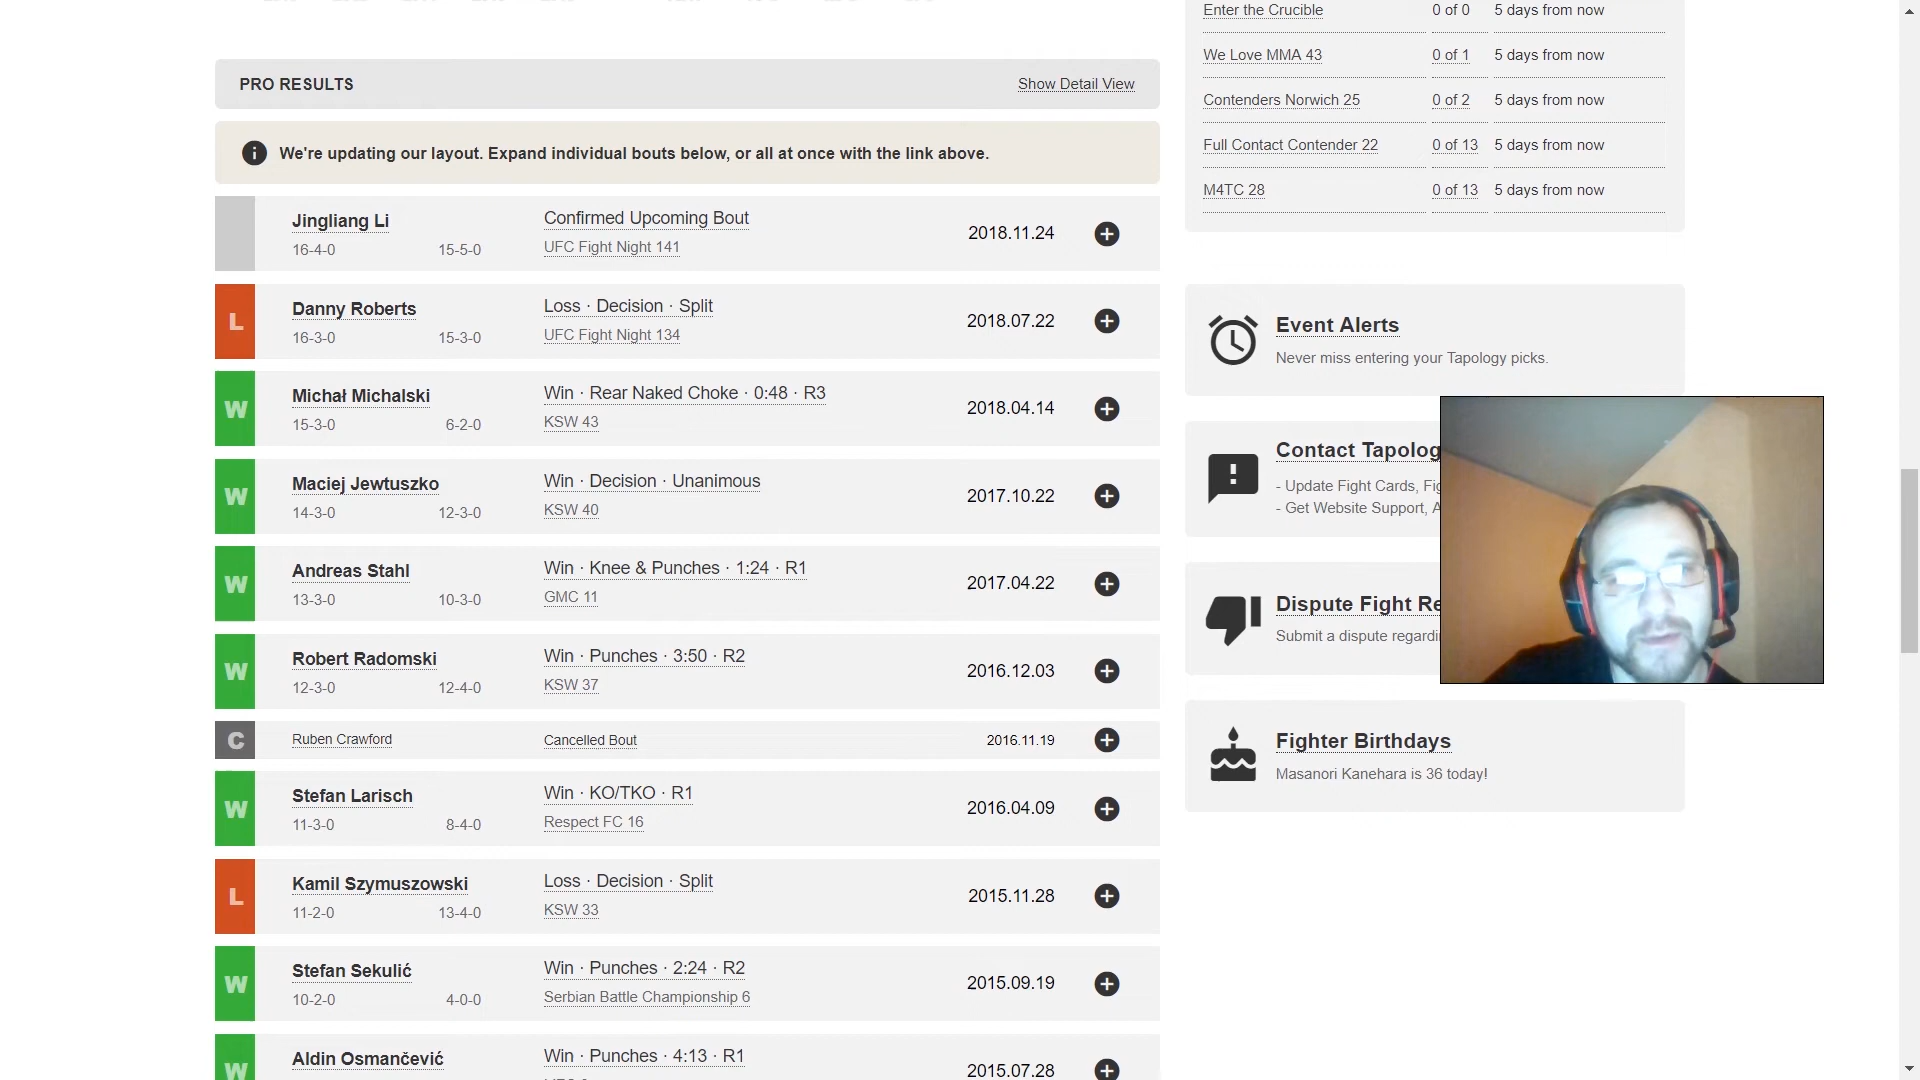 Enter the Crucible 0 of 0 5 days from now
PRO RESULTS Show Detail View
We Love MMA 43 0 of 1 5 days from now
Contenders Norwich 25 0 of 2 5 days from now
We're updating our layout. Expand individual bouts below, or all at once with the link above.
Full Contact Contender 22 0 of 13 5 days from now
M4TC 28 0 of 13 5 days from now
Jingliang Li Confirmed Upcoming Bout 2018.11.24
16-4-0 15-5-0 UFC Fight Night 141
L Danny Roberts Loss · Decision · Split 2018.07.22
16-3-0 15-3-0 UFC Fight Night 134
W Michał Michalski Win · Rear Naked Choke · 0:48 · R3 2018.04.14
15-3-0 6-2-0 KSW 43
W Maciej Jewtuszko Win · Decision · Unanimous 2017.10.22
14-3-0 12-3-0 KSW 40
W Andreas Stahl Win · Knee & Punches · 1:24 · R1 2017.04.22
13-3-0 10-3-0 GMC 11
W Robert Radomski Win · Punches · 3:50 · R2 2016.12.03
12-3-0 12-4-0 KSW 37
C Ruben Crawford Cancelled Bout 2016.11.19
W Stefan Larisch Win · KO/TKO · R1 2016.04.09
11-3-0 8-4-0 Respect FC 16
L Kamil Szymuszowski Loss · Decision · Split 2015.11.28
11-2-0 13-4-0 KSW 33
W Stefan Sekulić Win · Punches · 2:24 · R2 2015.09.19
10-2-0 4-0-0 Serbian Battle Championship 6
W Aldin Osmančević Win · Punches · 4:13 · R1 2015.07.28
Event Alerts
Never miss entering your Tapology picks.
Contact Tapolog
- Update Fight Cards, Fig
- Get Website Support, A
Dispute Fight Re
Submit a dispute regardi
Fighter Birthdays
Masanori Kanehara is 36 today!